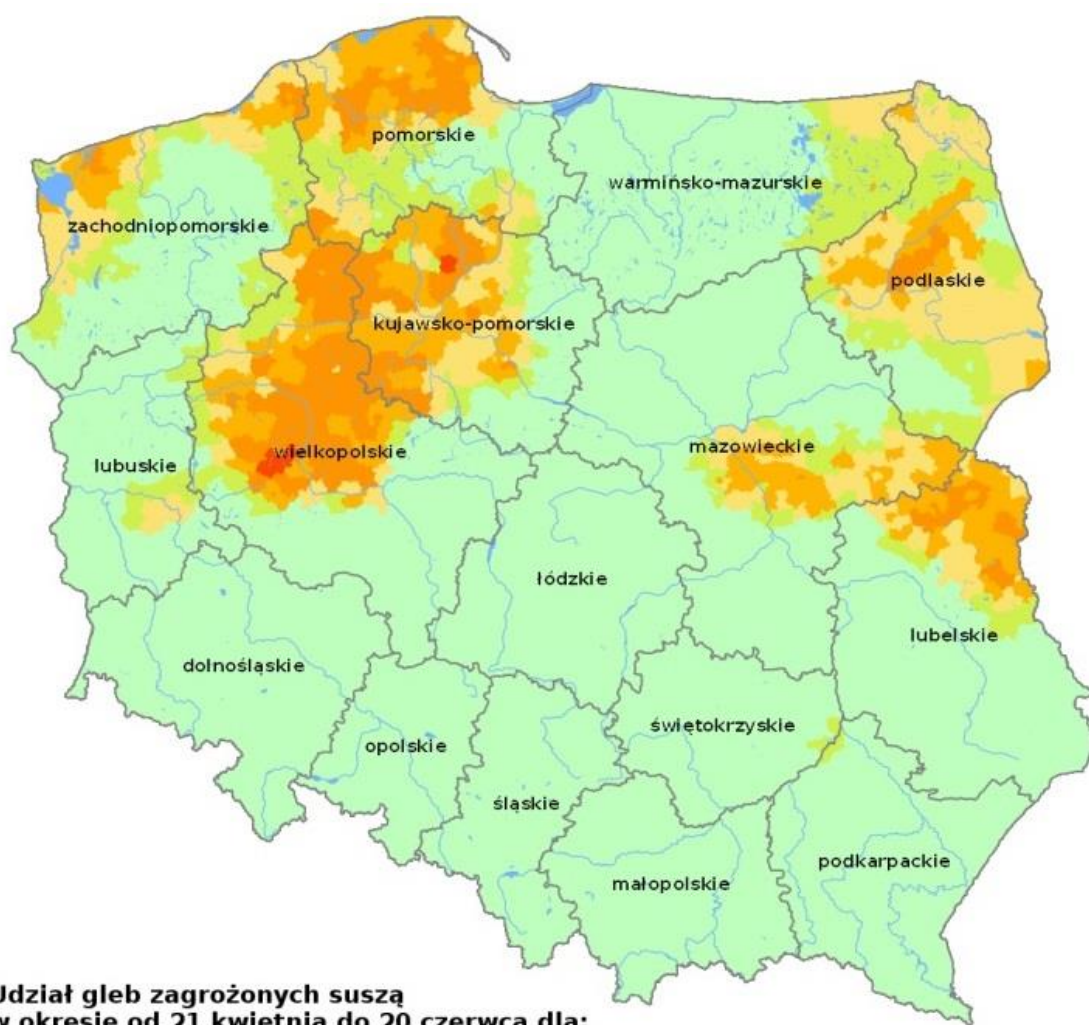 pomorskie
warmińsko-mazurskie
zachodniopomorskie
podlaskie
kujawsko-pomorskie
mazowieckie
wielkopolskie
lubuskie
łódzkie
lubelskie
dolnośląskie
świętokrzyskie
opolskie
śląskie
podkarpackie
małopolskie
Udział gleb zagrożonych suszą
w okresie od 21 kwietnia do 20 czerwca dla: